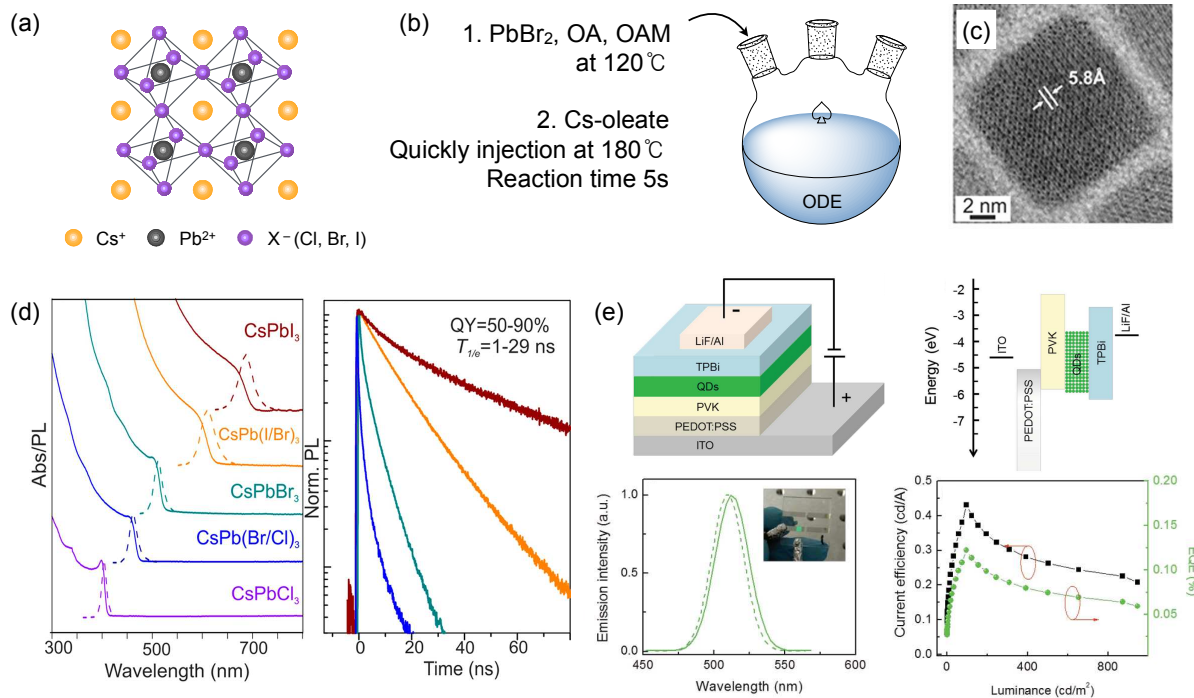 (a)
Cs⁺
Pb²⁺
X⁻(Cl, Br, I)
(b)
1. PbBr₂, OA, OAM
at 120℃
2. Cs-oleate
Quickly injection at 180℃
Reaction time 5s
ODE
(c)
5.8Å
2 nm
(d)
Abs/PL
CsPbI₃
CsPb(I/Br)₃
CsPbBr₃
CsPb(Br/Cl)₃
CsPbCl₃
300 500 700
Wavelength (nm)
Norm. PL
QY=50-90%
T₁/ₑ=1-29 ns
0 20 40 60
Time (ns)
(e)
-
LiF/Al
TPBi
QDs
PVK
PEDOT:PSS
ITO
+
Energy (eV)
-2
-3
-4
-5
-6
-7
ITO
PEDOT:PSS
PVK
QDs
TPBi
LiF/Al
Emission intensity (a.u.)
1.0
0.5
0.0
450 500 550 600
Wavelength (nm)
Current efficiency (cd/A)
0.5
0.4
0.3
0.2
0.1
0.0
0 400 800
Luminance (cd/m²)
0.20
0.15
0.10
0.05
EQE (%)